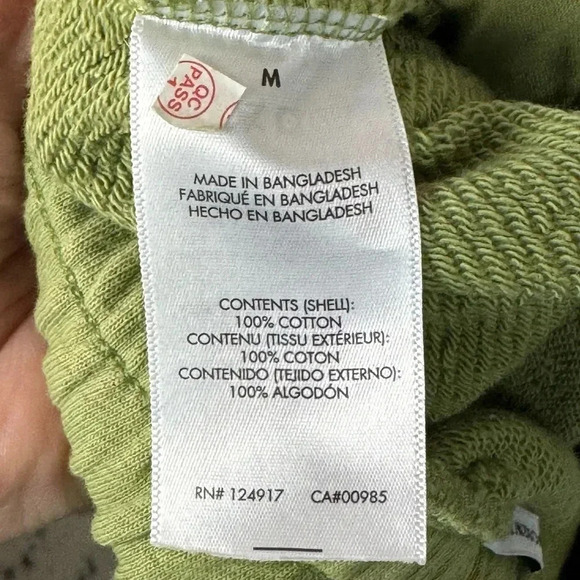 M
QC
PASS
1
MADE IN BANGLADESH
FABRIQUÉ EN BANGLADESH
HECHO EN BANGLADESH
CONTENTS (SHELL):
100% COTTON
CONTENU (TISSU EXTÉRIEUR):
100% COTON
CONTENIDO (TEJIDO EXTERNO):
100% ALGODÓN
RN# 124917 CA#00985